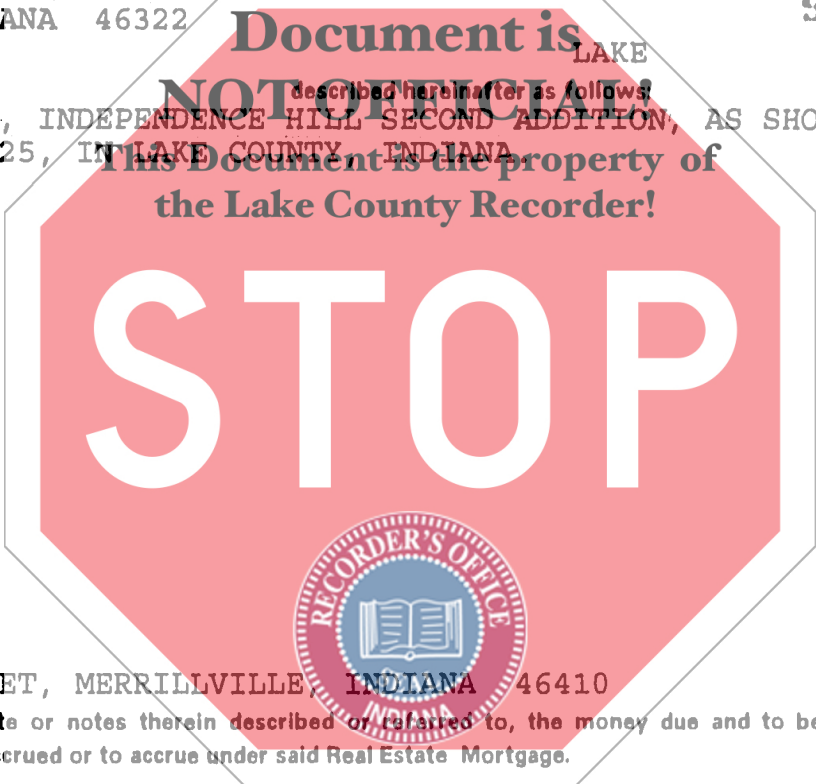 ANA 46322
Document is
LAKE
NOT OFFICIAL!
described hereinafter as follows:
, INDEPENDENCE HILL SECOND ADDITION, AS SHO
25, IN LAKE COUNTY, INDIANA.
This Document is the property of
the Lake County Recorder!
STOP
RECORDER'S OFFICE
INDIANA
ET, MERRILLVILLE, INDIANA 46410
te or notes therein described or referred to, the money due and to be
crued or to accrue under said Real Estate Mortgage.